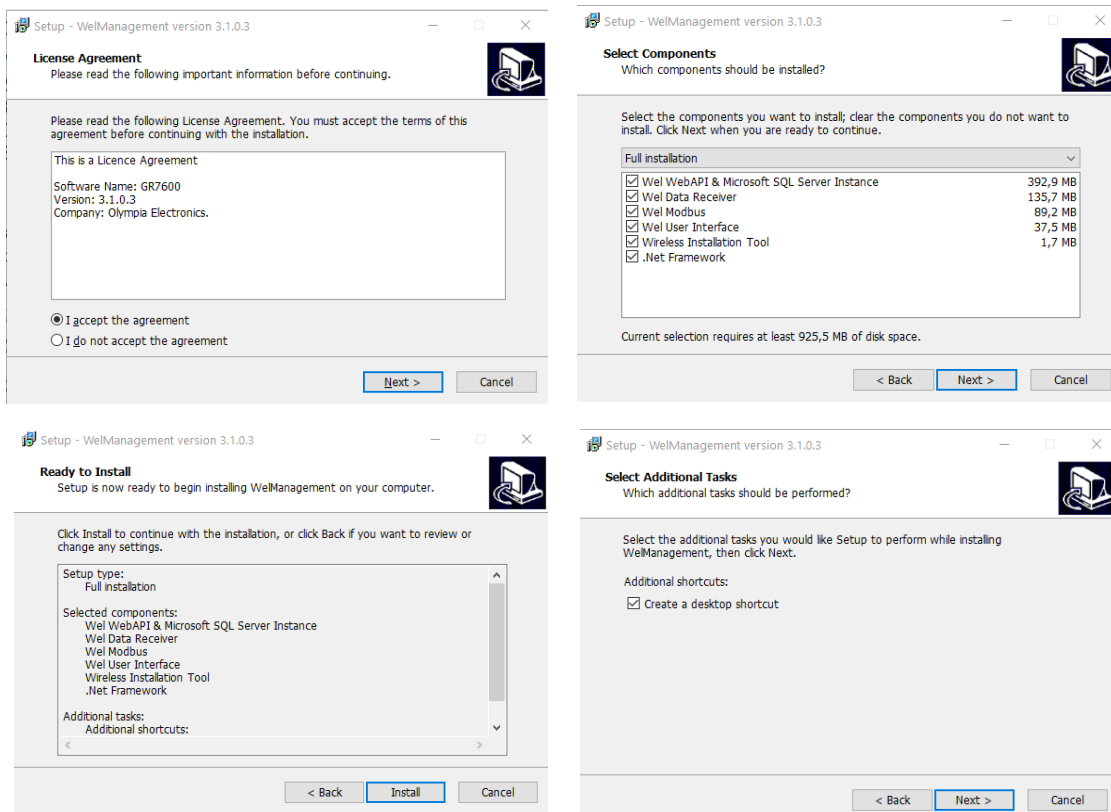 Setup - WelManagement version 3.1.0.3
License Agreement
Please read the following important information before continuing.
Please read the following License Agreement. You must accept the terms of this
agreement before continuing with the installation.
This is a Licence Agreement
Software Name: GR7600
Version: 3.1.0.3
Company: Olympia Electronics.
I accept the agreement
I do not accept the agreement
Next >
Cancel
Setup - WelManagement version 3.1.0.3
Select Components
Which components should be installed?
Select the components you want to install; clear the components you do not want to
install. Click Next when you are ready to continue.
Full installation
Wel WebAPI & Microsoft SQL Server Instance 392,9 MB
Wel Data Receiver 135,7 MB
Wel Modbus 89,2 MB
Wel User Interface 37,5 MB
Wireless Installation Tool 1,7 MB
.Net Framework
Current selection requires at least 925,5 MB of disk space.
< Back
Next >
Cancel
Setup - WelManagement version 3.1.0.3
Ready to Install
Setup is now ready to begin installing WelManagement on your computer.
Click Install to continue with the installation, or click Back if you want to review or
change any settings.
Setup type:
Full installation
Selected components:
Wel WebAPI & Microsoft SQL Server Instance
Wel Data Receiver
Wel Modbus
Wel User Interface
Wireless Installation Tool
.Net Framework
Additional tasks:
Additional shortcuts:
< Back
Install
Cancel
Setup - WelManagement version 3.1.0.3
Select Additional Tasks
Which additional tasks should be performed?
Select the additional tasks you would like Setup to perform while installing
WelManagement, then click Next.
Additional shortcuts:
Create a desktop shortcut
< Back
Next >
Cancel